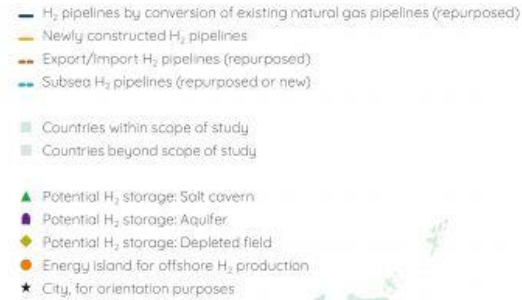 H₂ pipelines by conversion of existing natural gas pipelines (repurposed)
Newly constructed H₂ pipelines
Export/Import H₂ pipelines (repurposed)
Subsea H₂ pipelines (repurposed or new)
Countries within scope of study
Countries beyond scope of study
Potential H₂ storage: Salt cavern
Potential H₂ storage: Aquifer
Potential H₂ storage: Depleted field
Energy island for offshore H₂ production
City, for orientation purposes